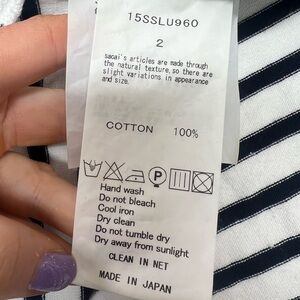 15SSLU960
2
sacai's articles are made through
the natural texture, so there are
slight variations in appearance
and size.
COTTON 100%
P
Hand wash
Do not bleach
Cool iron
Dry clean
Do not tumble dry
Dry away from sunlight
CLEAN IN NET
MADE IN JAPAN